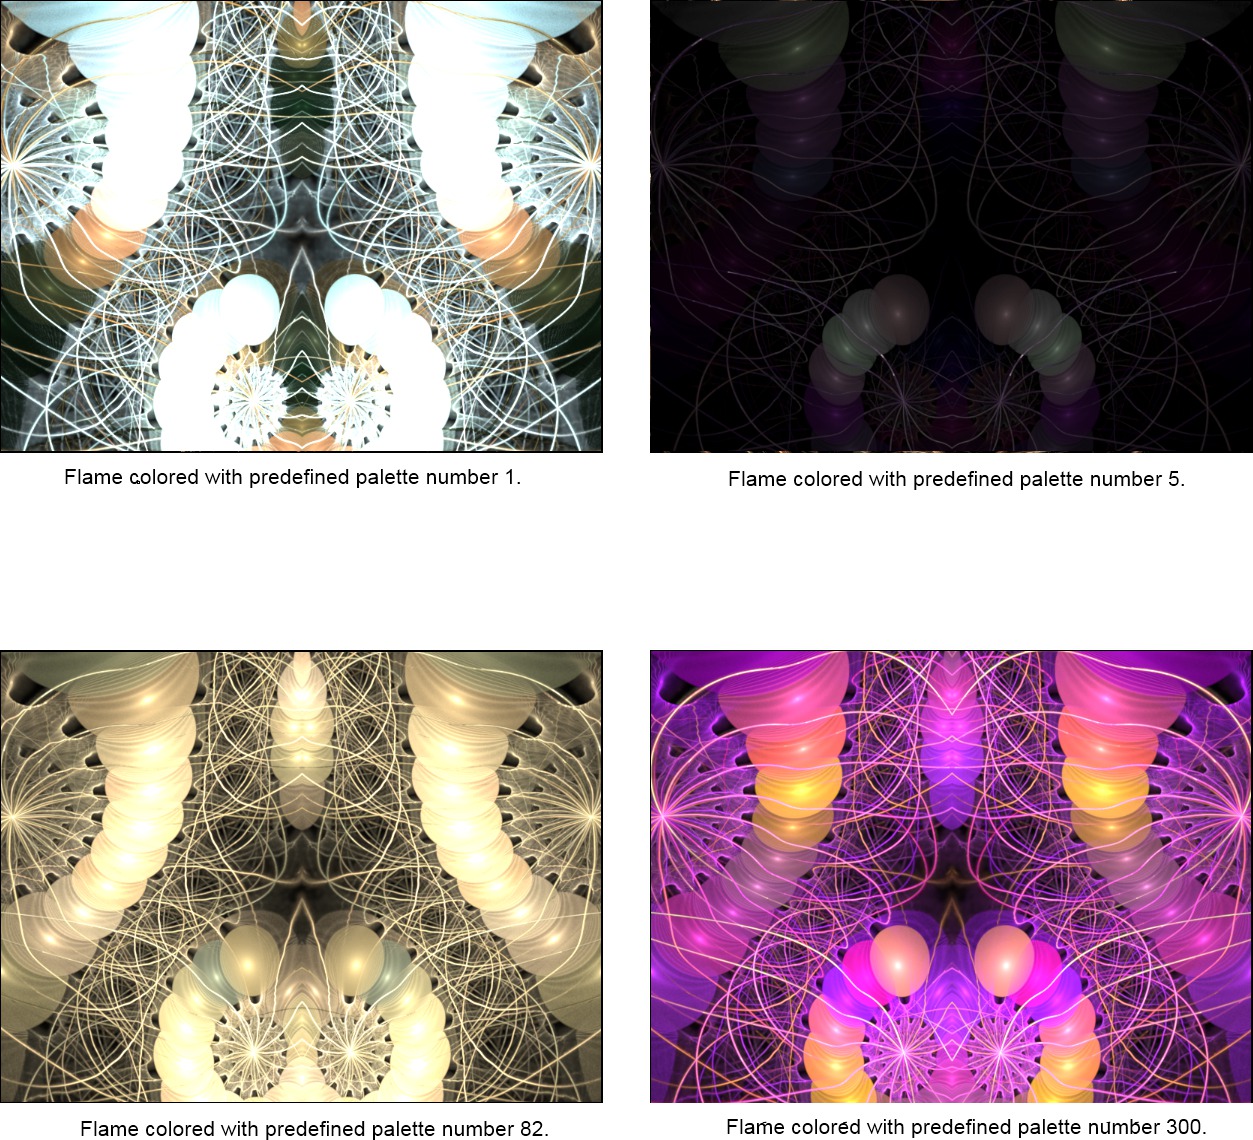 Flame colored with predefined palette number 1.
Flame colored with predefined palette number 5.
Flame colored with predefined palette number 82.
Flame colored with predefined palette number 300.